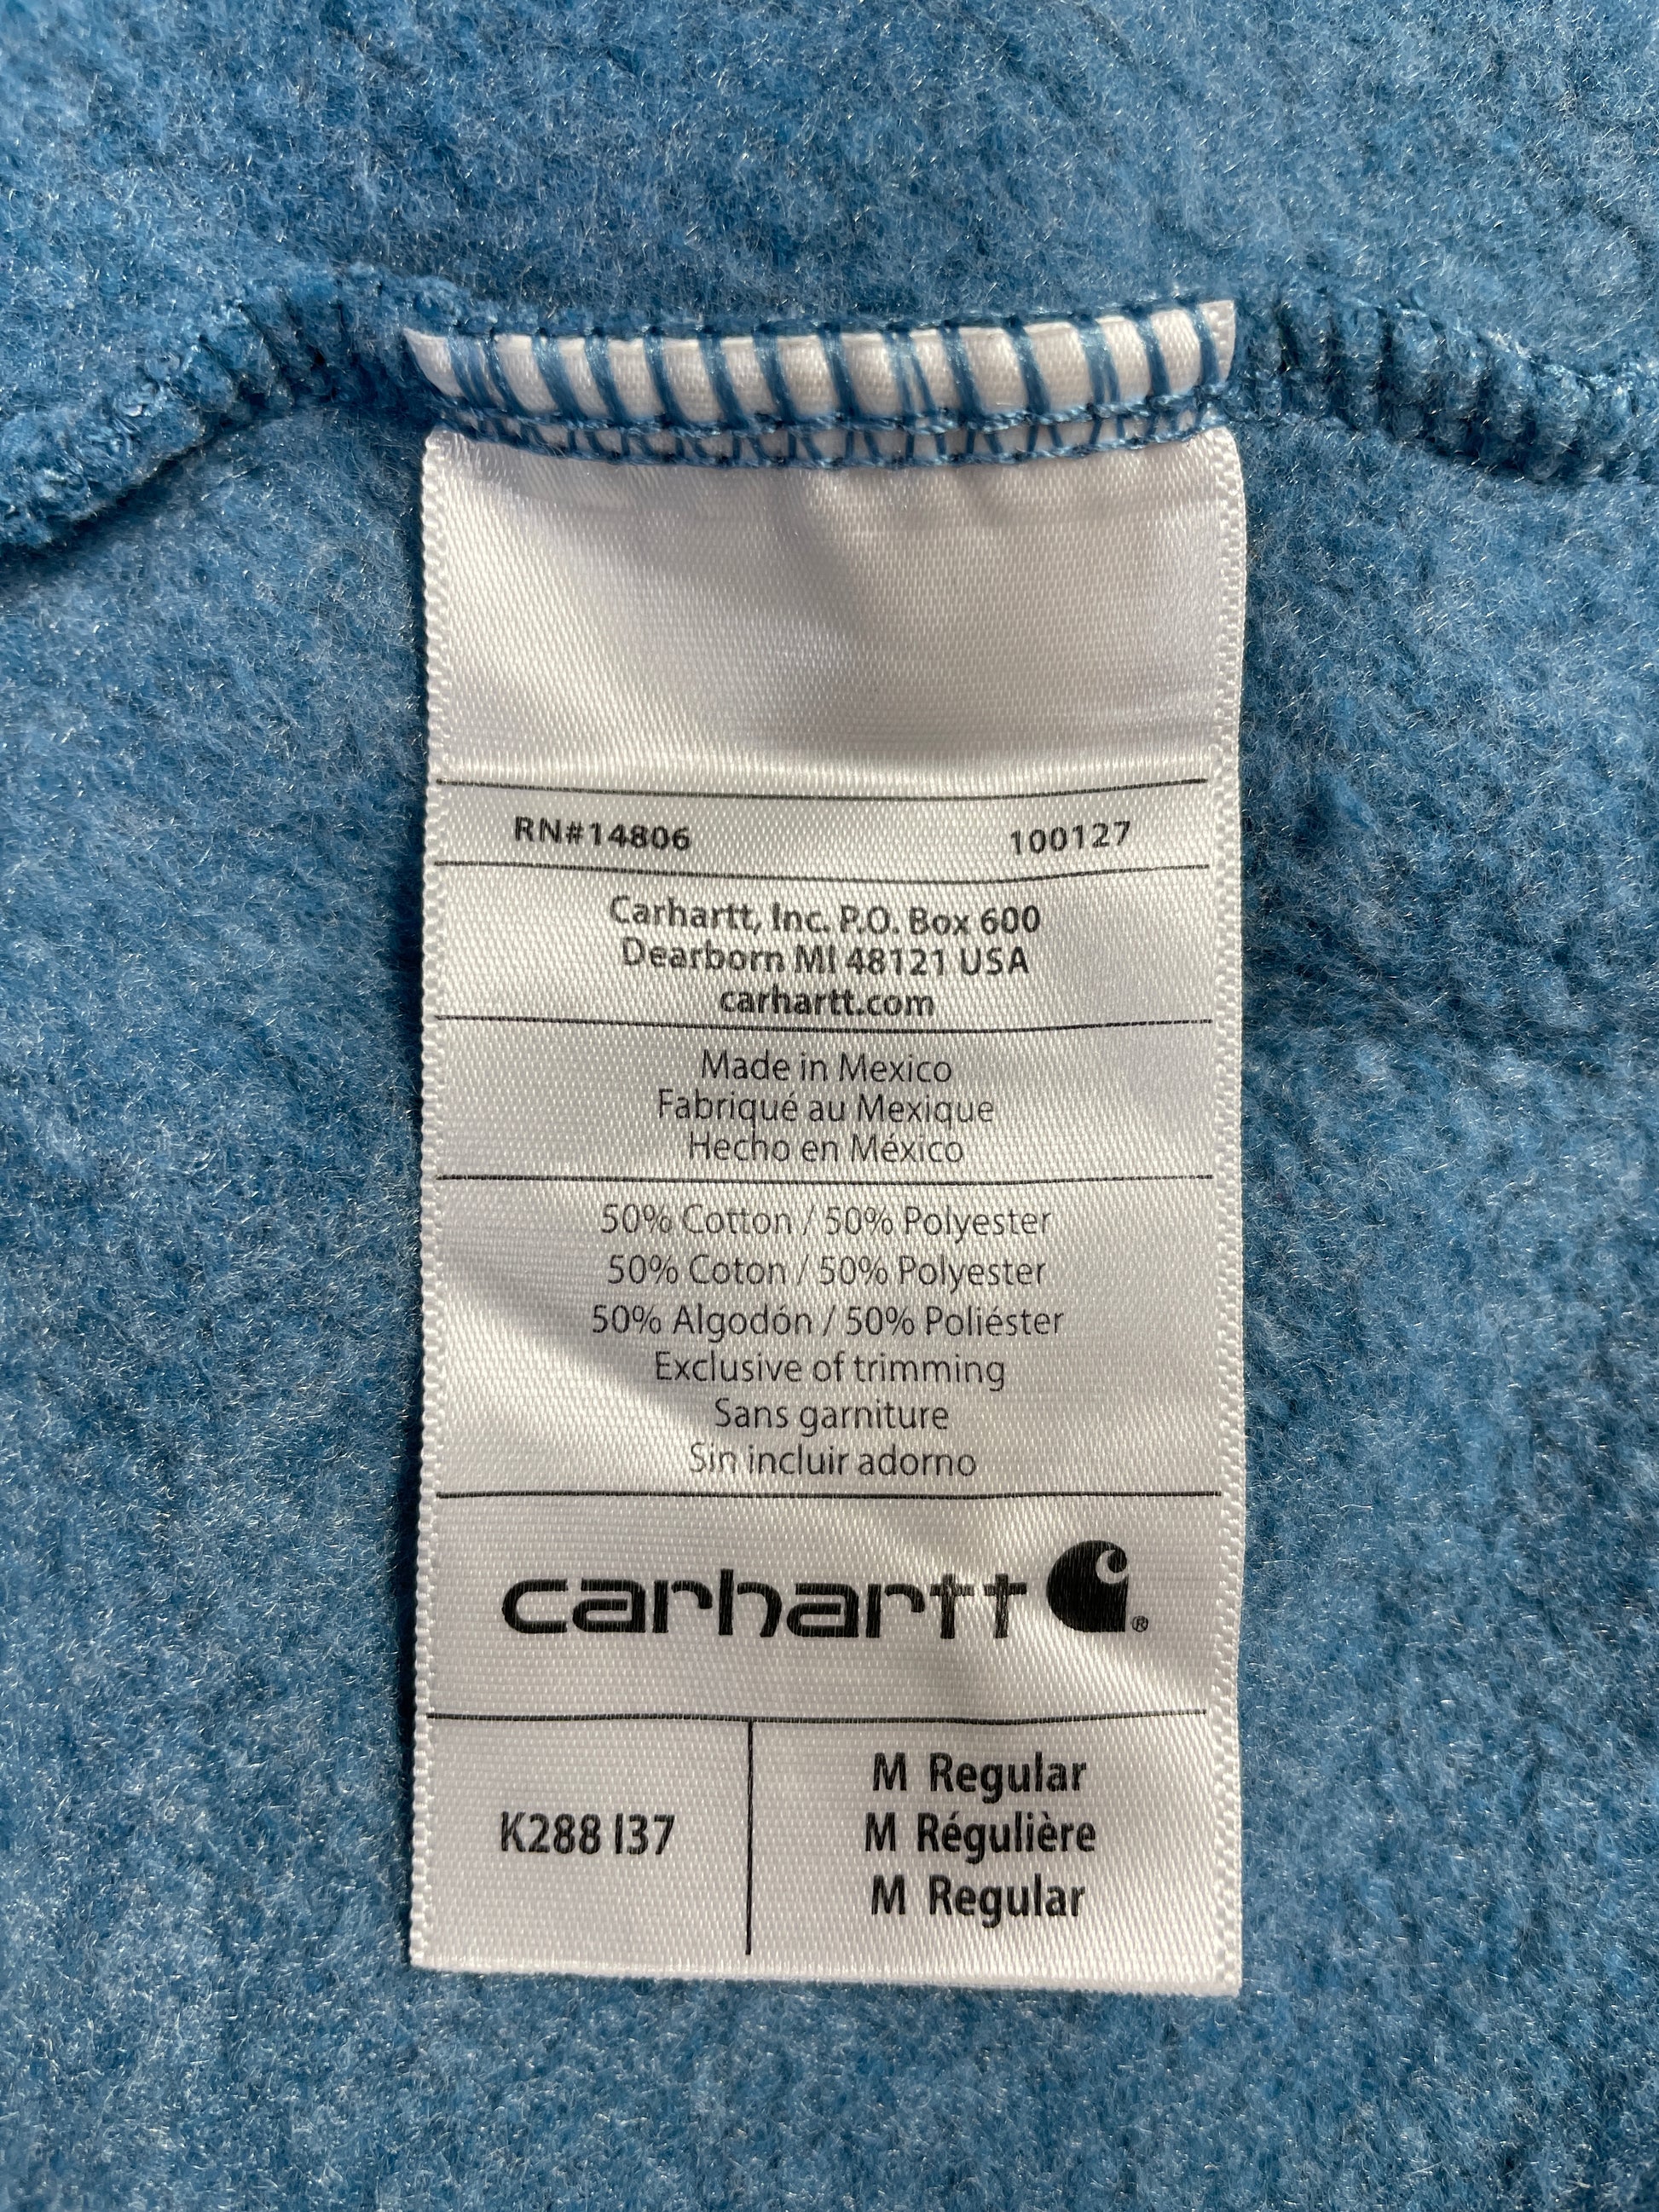 RN#14806 100127
Carhartt, Inc. P.O. Box 600
Dearborn MI 48121 USA
carhartt.com
Made in Mexico
Fabriqué au Mexique
Hecho en México
50% Cotton / 50% Polyester
50% Coton / 50% Polyester
50% Algodón / 50% Poliéster
Exclusive of trimming
Sans garniture
Sin incluir adorno
carhartt ®
K288 I37
M Regular
M Régulière
M Regular